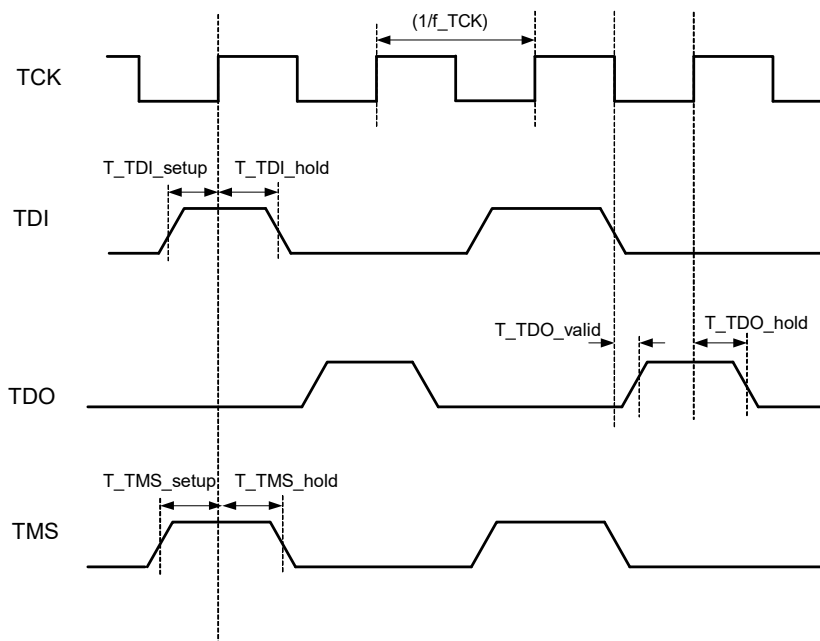 (1/f_TCK)
TCK
T_TDI_setup T_TDI_hold
TDI
T_TDO_valid T_TDO_hold
TDO
T_TMS_setup T_TMS_hold
TMS